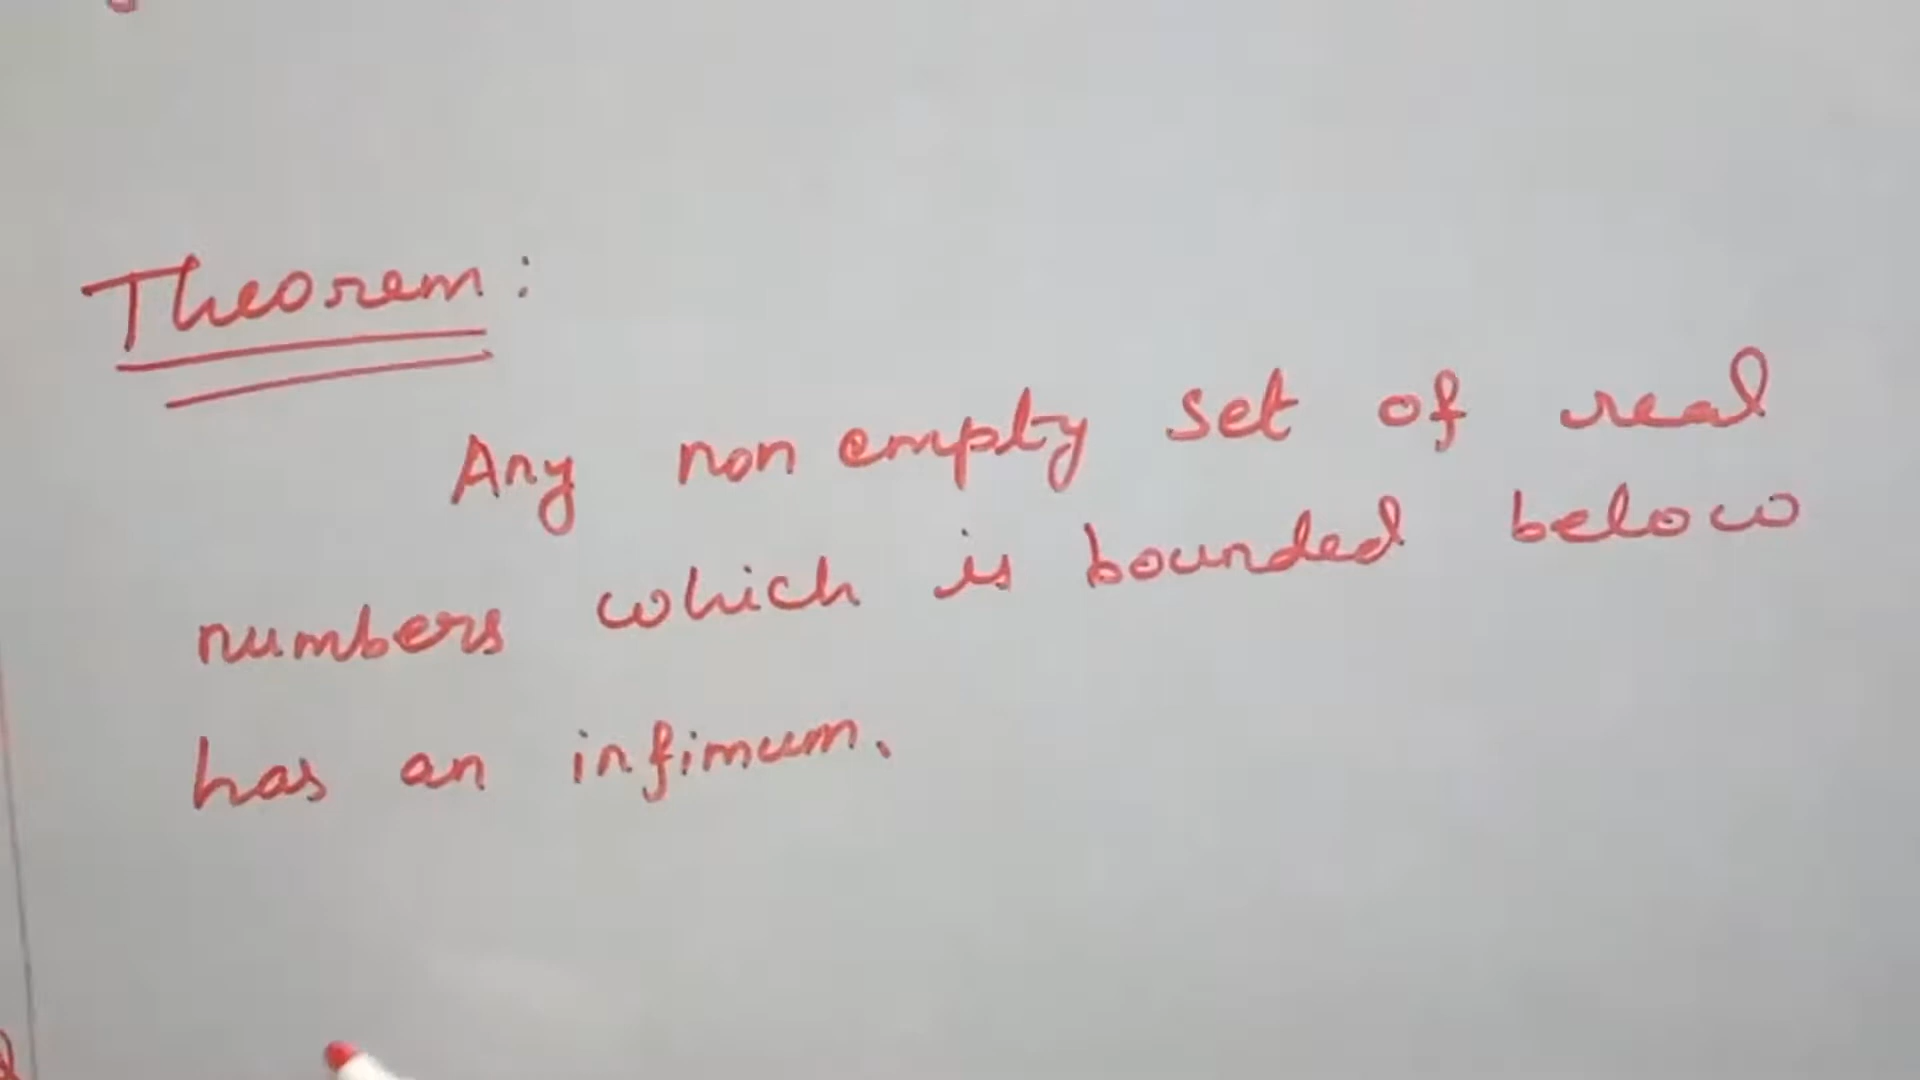 Theorem:
Any non empty set of real
numbers which is bounded below
has an infimum.